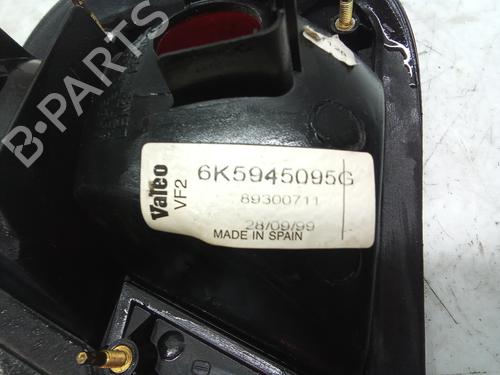 Valeo
VF2
6K5945095G
89300711
28/09/99
MADE IN SPAIN
B-PARTS